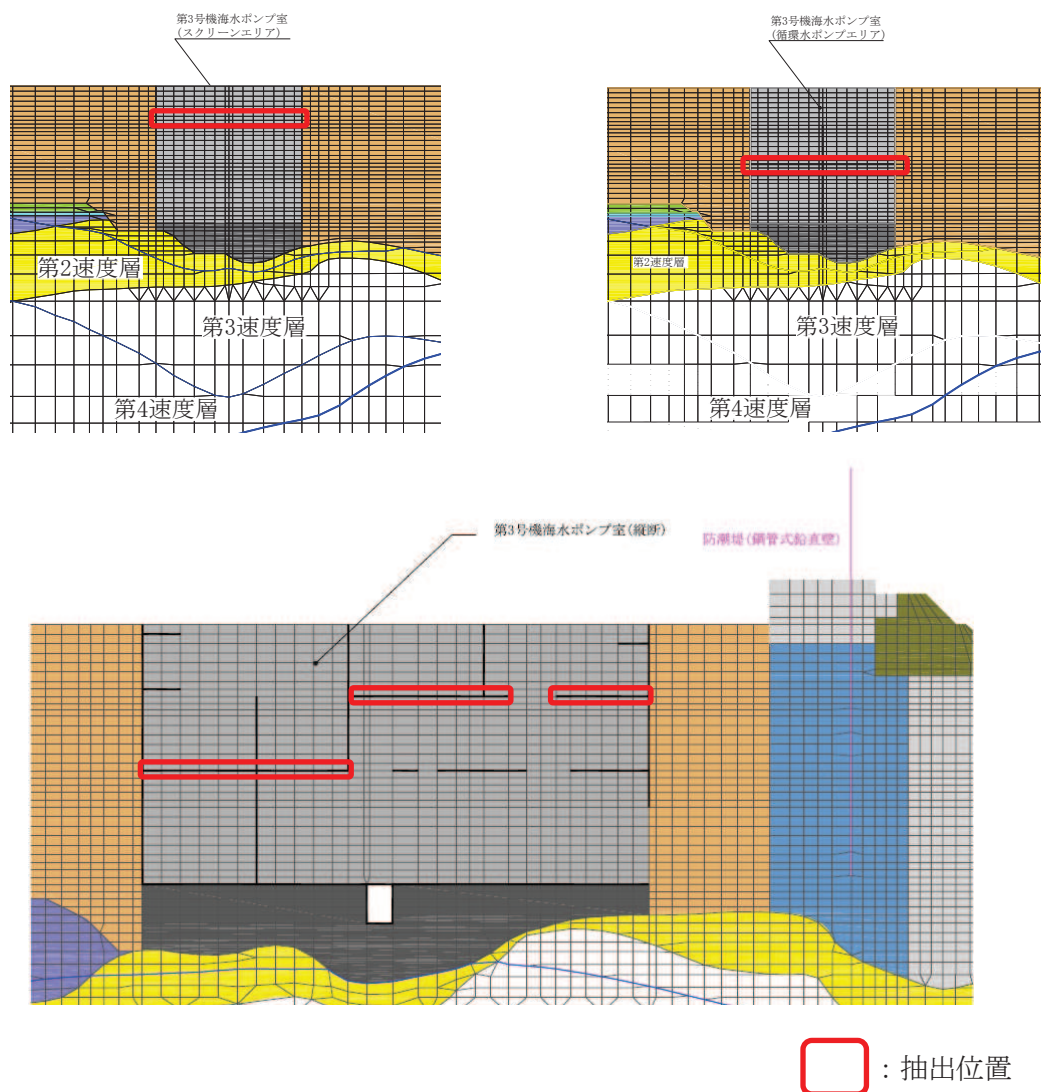 第3号機海水ポンプ室
(スクリーンエリア)
第3号機海水ポンプ室
(循環水ポンプエリア)
第2速度層
第3速度層
第4速度層
第2速度層
第3速度層
第4速度層
第3号機海水ポンプ室(縦断)
防潮堤(鋼管式鉛直壁)
：抽出位置